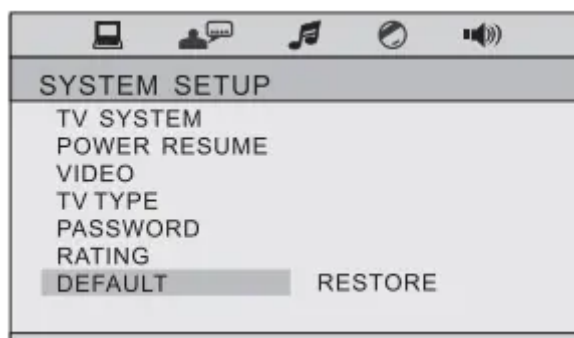 SYSTEM SETUP
TV SYSTEM
POWER RESUME
VIDEO
TV TYPE
PASSWORD
RATING
DEFAULT RESTORE